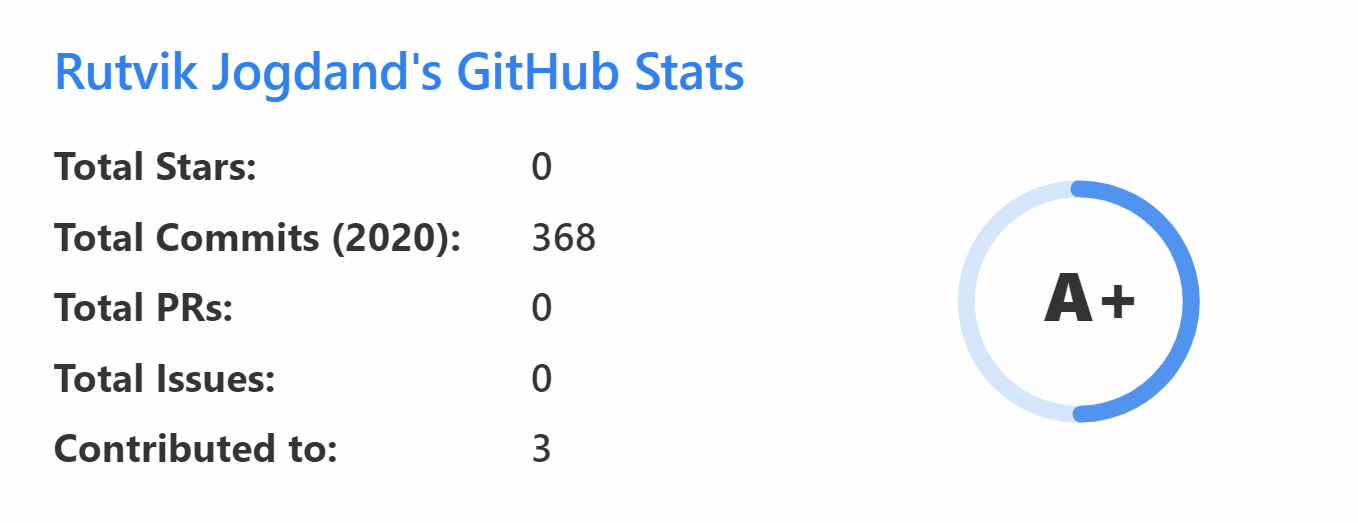 Rutvik Jogdand's GitHub Stats
Total Stars: 0
Total Commits (2020): 368
Total PRs: 0
Total Issues: 0
Contributed to: 3
A+